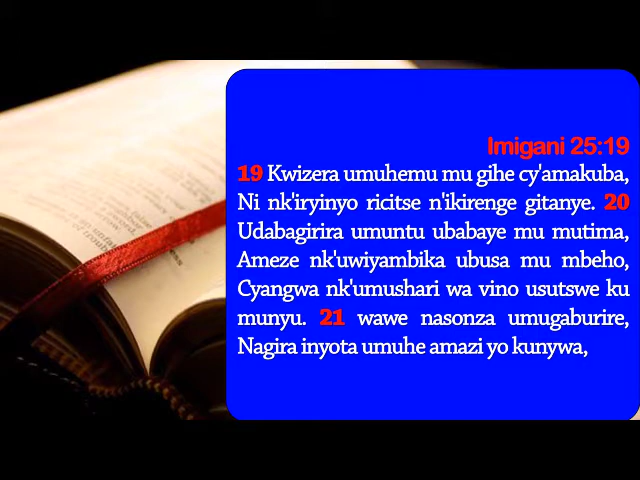 Imigani 25:19
19 Kwizera umuhemu mu gihe cy'amakuba,
Ni nk'iryinyo ricitse n'ikirenge gitanye. 20
Udabagirira umuntu ubabaye mu mutima,
Ameze nk'uwiyambika ubusa mu mbeho,
Cyangwa nk'umushari wa vino usutswe ku
munyu. 21 wawe nasonza umugaburire,
Nagira inyota umuhe amazi yo kunywa,